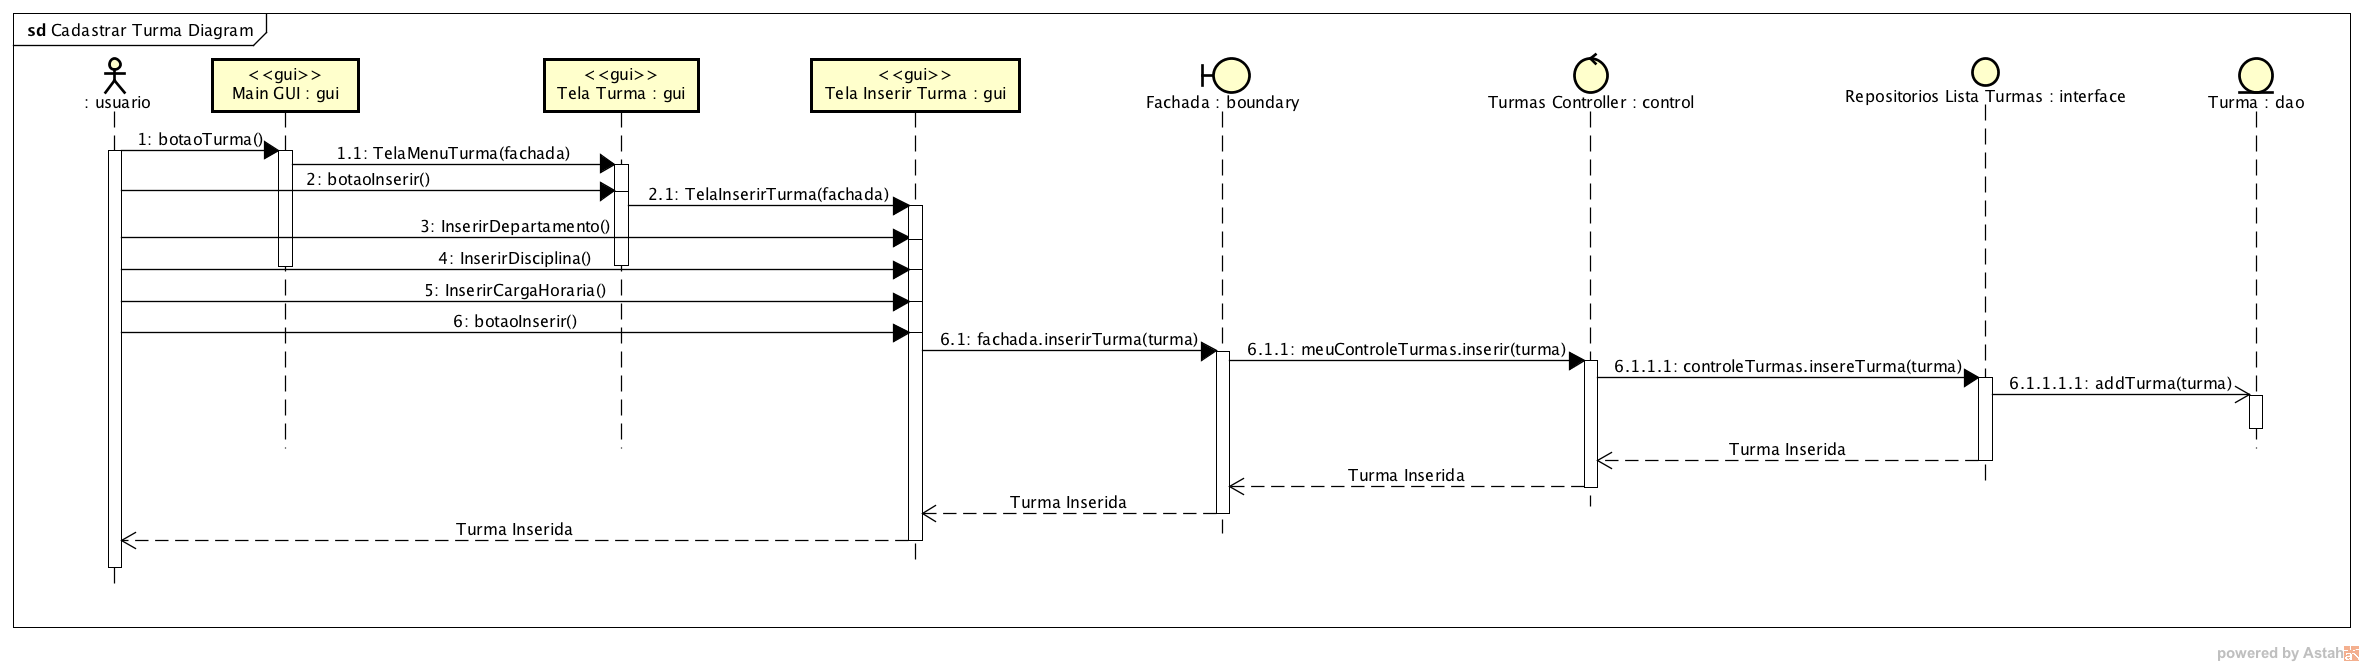 sd Cadastrar Turma Diagram
: usuario
<<gui>>
Main GUI : gui
<<gui>>
Tela Turma : gui
<<gui>>
Tela Inserir Turma : gui
Fachada : boundary
Turmas Controller : control
Repositorios Lista Turmas : interface
Turma : dao
1: botaoTurma()
1.1: TelaMenuTurma(fachada)
2: botaoInserir()
2.1: TelaInserirTurma(fachada)
3: InserirDepartamento()
4: InserirDisciplina()
5: InserirCargaHoraria()
6: botaoInserir()
6.1: fachada.inserirTurma(turma)
6.1.1: meuControleTurmas.inserir(turma)
6.1.1.1: controleTurmas.insereTurma(turma)
6.1.1.1.1: addTurma(turma)
Turma Inserida
Turma Inserida
Turma Inserida
Turma Inserida
powered by Astah